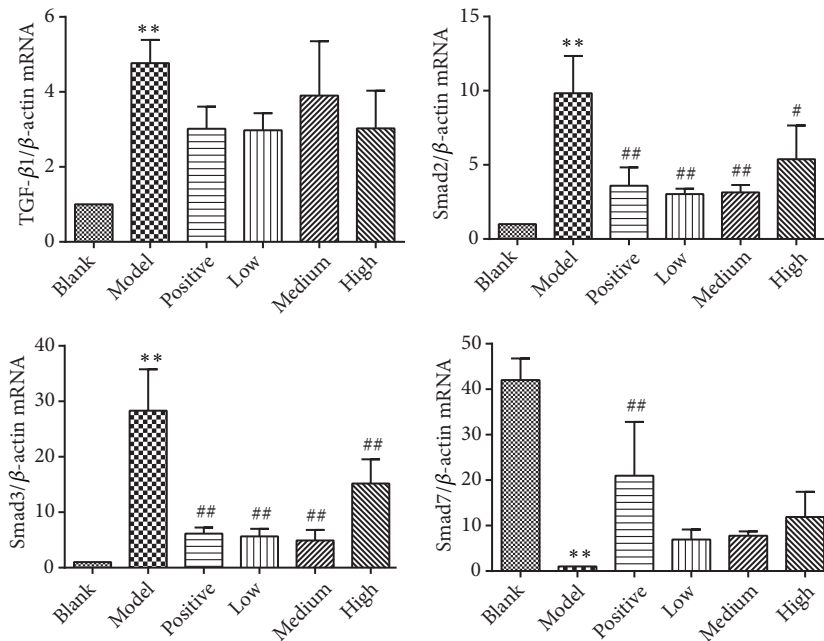 TGF-β1/β-actin mRNA
6
4
2
0
**
Blank
Model
Positive
Low
Medium
High
Smad2/β-actin mRNA
15
10
5
0
**
##
##
##
#
Blank
Model
Positive
Low
Medium
High
Smad3/β-actin mRNA
40
30
20
10
0
**
##
##
##
##
Blank
Model
Positive
Low
Medium
High
Smad7/β-actin mRNA
50
40
30
20
10
0
**
##
Blank
Model
Positive
Low
Medium
High